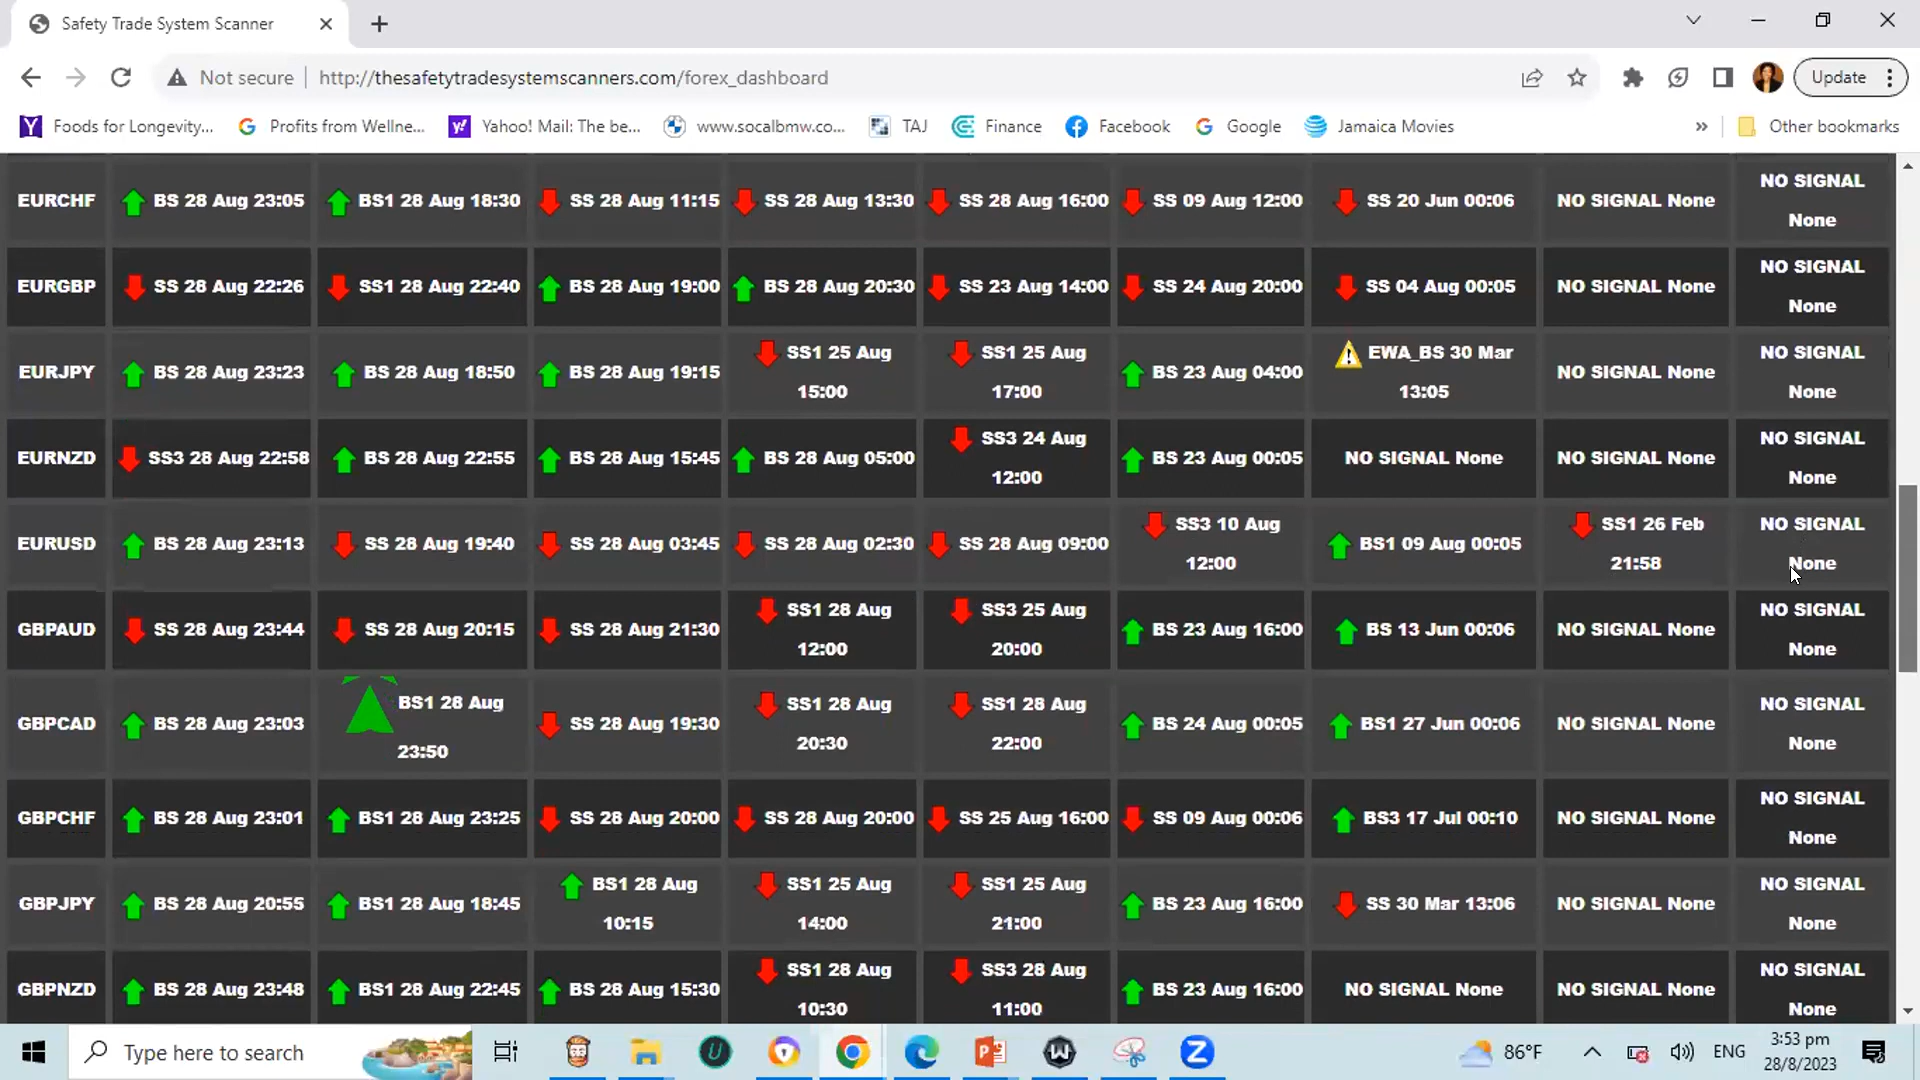 Safety Trade System Scanner
Not secure
http://thesafetytradesystemscanners.com/forex_dashboard
Update
Foods for Longevity...
Profits from Wellne...
Yahoo! Mail: The be...
www.socalbmw.co...
TAJ
Finance
Facebook
Google
Jamaica Movies
»
Other bookmarks
EURCHF BS 28 Aug 23:05 BS1 28 Aug 18:30 SS 28 Aug 11:15 SS 28 Aug 13:30 SS 28 Aug 16:00 SS 09 Aug 12:00 SS 20 Jun 00:06 NO SIGNAL None NO SIGNAL
None
EURGBP SS 28 Aug 22:26 SS1 28 Aug 22:40 BS 28 Aug 19:00 BS 28 Aug 20:30 SS 23 Aug 14:00 SS 24 Aug 20:00 SS 04 Aug 00:05 NO SIGNAL None NO SIGNAL
None
EURJPY BS 28 Aug 23:23 BS 28 Aug 18:50 BS 28 Aug 19:15 SS1 25 Aug SS1 25 Aug BS 23 Aug 04:00 EWA_BS 30 Mar NO SIGNAL None NO SIGNAL
15:00 17:00 13:05 None
EURNZD SS3 28 Aug 22:58 BS 28 Aug 22:55 BS 28 Aug 15:45 BS 28 Aug 05:00 SS3 24 Aug BS 23 Aug 00:05 NO SIGNAL None NO SIGNAL None NO SIGNAL
12:00 None
EURUSD BS 28 Aug 23:13 SS 28 Aug 19:40 SS 28 Aug 03:45 SS 28 Aug 02:30 SS 28 Aug 09:00 SS3 10 Aug BS1 09 Aug 00:05 SS1 26 Feb NO SIGNAL
12:00 21:58 None
GBPAUD SS 28 Aug 23:44 SS 28 Aug 20:15 SS 28 Aug 21:30 SS1 28 Aug SS3 25 Aug BS 23 Aug 16:00 BS 13 Jun 00:06 NO SIGNAL None NO SIGNAL
12:00 20:00 None
GBPCAD BS 28 Aug 23:03 BS1 28 Aug SS 28 Aug 19:30 SS1 28 Aug SS1 28 Aug BS 24 Aug 00:05 BS1 27 Jun 00:06 NO SIGNAL None NO SIGNAL
23:50 20:30 22:00 None
GBPCHF BS 28 Aug 23:01 BS1 28 Aug 23:25 SS 28 Aug 20:00 SS 28 Aug 20:00 SS 25 Aug 16:00 SS 09 Aug 00:06 BS3 17 Jul 00:10 NO SIGNAL None NO SIGNAL
None
GBPJPY BS 28 Aug 20:55 BS1 28 Aug 18:45 BS1 28 Aug SS1 25 Aug SS1 25 Aug BS 23 Aug 16:00 SS 30 Mar 13:06 NO SIGNAL None NO SIGNAL
10:15 14:00 21:00 None
GBPNZD BS 28 Aug 23:48 BS1 28 Aug 22:45 BS 28 Aug 15:30 SS1 28 Aug SS3 28 Aug BS 23 Aug 16:00 NO SIGNAL None NO SIGNAL None NO SIGNAL
10:30 11:00 None
Type here to search
86°F
ENG
3:53 pm
28/8/2023